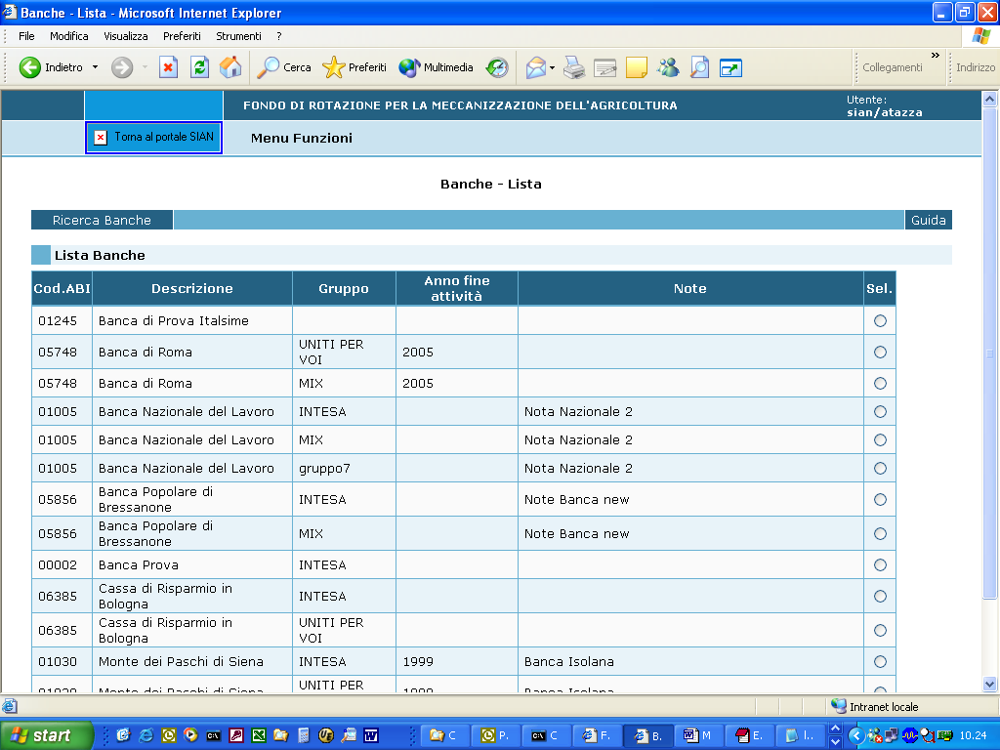 Banche - Lista - Microsoft Internet Explorer
File Modifica Visualizza Preferiti Strumenti ?
Indietro Cerca Preferiti Multimedia Collegamenti » Indirizzo
FONDO DI ROTAZIONE PER LA MECCANIZZAZIONE DELL'AGRICOLTURA
Utente:
sian/atazza
Torna al portale SIAN Menu Funzioni
Banche - Lista
Ricerca Banche Guida
Lista Banche
Cod.ABI Descrizione Gruppo Anno fine attività Note Sel.
01245 Banca di Prova Italsime
05748 Banca di Roma UNITI PER VOI 2005
05748 Banca di Roma MIX 2005
01005 Banca Nazionale del Lavoro INTESA Nota Nazionale 2
01005 Banca Nazionale del Lavoro MIX Nota Nazionale 2
01005 Banca Nazionale del Lavoro gruppo7 Nota Nazionale 2
05856 Banca Popolare di Bressanone INTESA Note Banca new
05856 Banca Popolare di Bressanone MIX Note Banca new
00002 Banca Prova INTESA
06385 Cassa di Risparmio in Bologna INTESA
06385 Cassa di Risparmio in Bologna UNITI PER VOI
01030 Monte dei Paschi di Siena INTESA 1999 Banca Isolana
01030 Monte dei Paschi di Siena UNITI PER 1999 Banca Isolana
Intranet locale
start C P. C F. B. M E. I.. 10.24